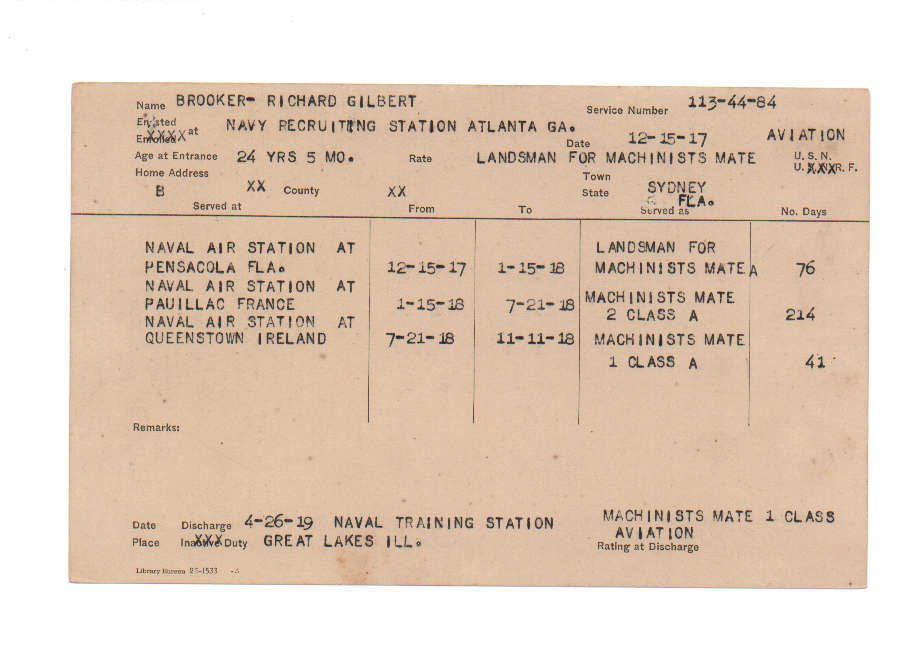 Name BROOKER- RICHARD GILBERT Service Number 113-44-84
Enlisted
Enrolled XXXX at NAVY RECRUITING STATION ATLANTA GA. Date 12-15-17 AVIATION
Age at Entrance 24 YRS 5 MO. Rate LANDSMAN FOR MACHINISTS MATE U. S. N.
U. XXXR. F.
Home Address Town
B XX County XX State SYDNEY
FLA.
Served at From To Served as No. Days
NAVAL AIR STATION AT LANDSMAN FOR
PENSACOLA FLA. 12-15-17 1-15-18 MACHINISTS MATE A 76
NAVAL AIR STATION AT
PAUILLAC FRANCE 1-15-18 7-21-18 MACHINISTS MATE
2 CLASS A 214
NAVAL AIR STATION AT
QUEENSTOWN IRELAND 7-21-18 11-11-18 MACHINISTS MATE
1 CLASS A 41
Remarks:
Date Discharge 4-26-19 NAVAL TRAINING STATION MACHINISTS MATE 1 CLASS
Place Inactive XXX Duty GREAT LAKES ILL. AVIATION
Rating at Discharge
Library Bureau 25-1533